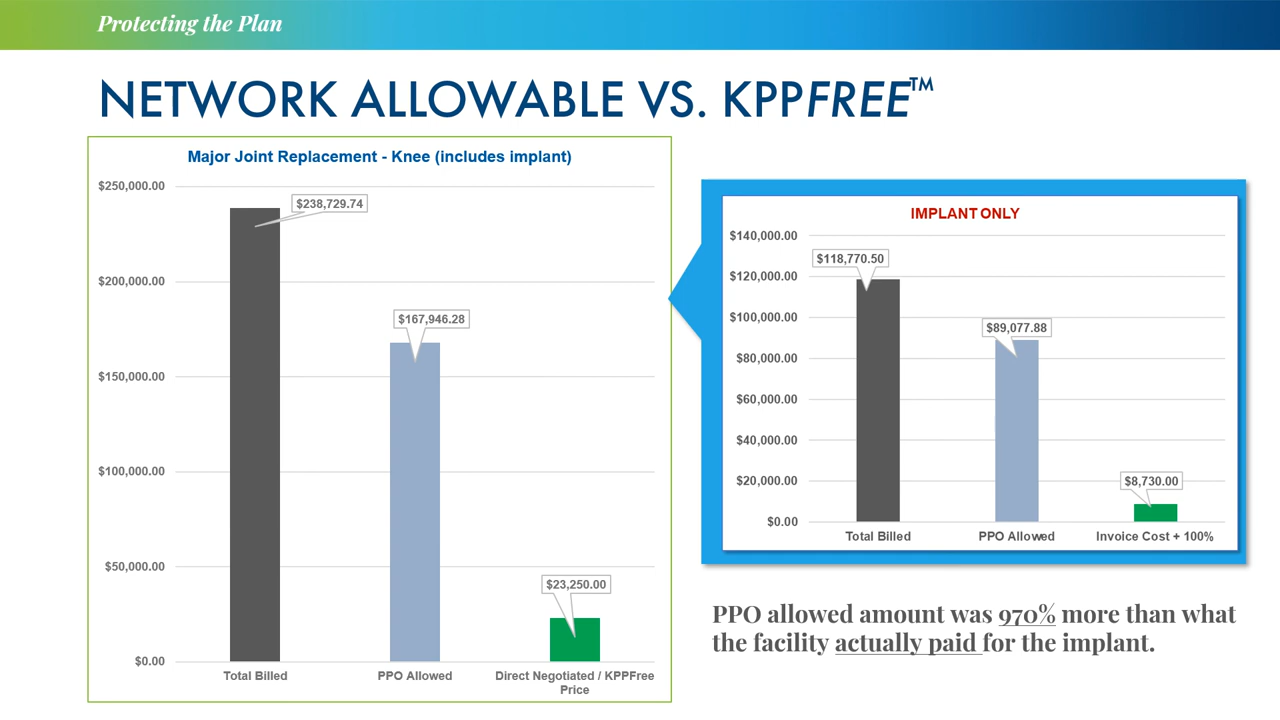 Protecting the Plan
NETWORK ALLOWABLE VS. KPPFREE™
Major Joint Replacement - Knee (includes implant)
$250,000.00
$238,729.74
$200,000.00
$167,946.28
$150,000.00
$100,000.00
$50,000.00
$23,250.00
$0.00
Total Billed
PPO Allowed
Direct Negotiated / KPPFree
Price
IMPLANT ONLY
$140,000.00
$118,770.50
$120,000.00
$100,000.00
$89,077.88
$80,000.00
$60,000.00
$40,000.00
$20,000.00
$8,730.00
$0.00
Total Billed
PPO Allowed
Invoice Cost + 100%
PPO allowed amount was 970% more than what
the facility actually paid for the implant.